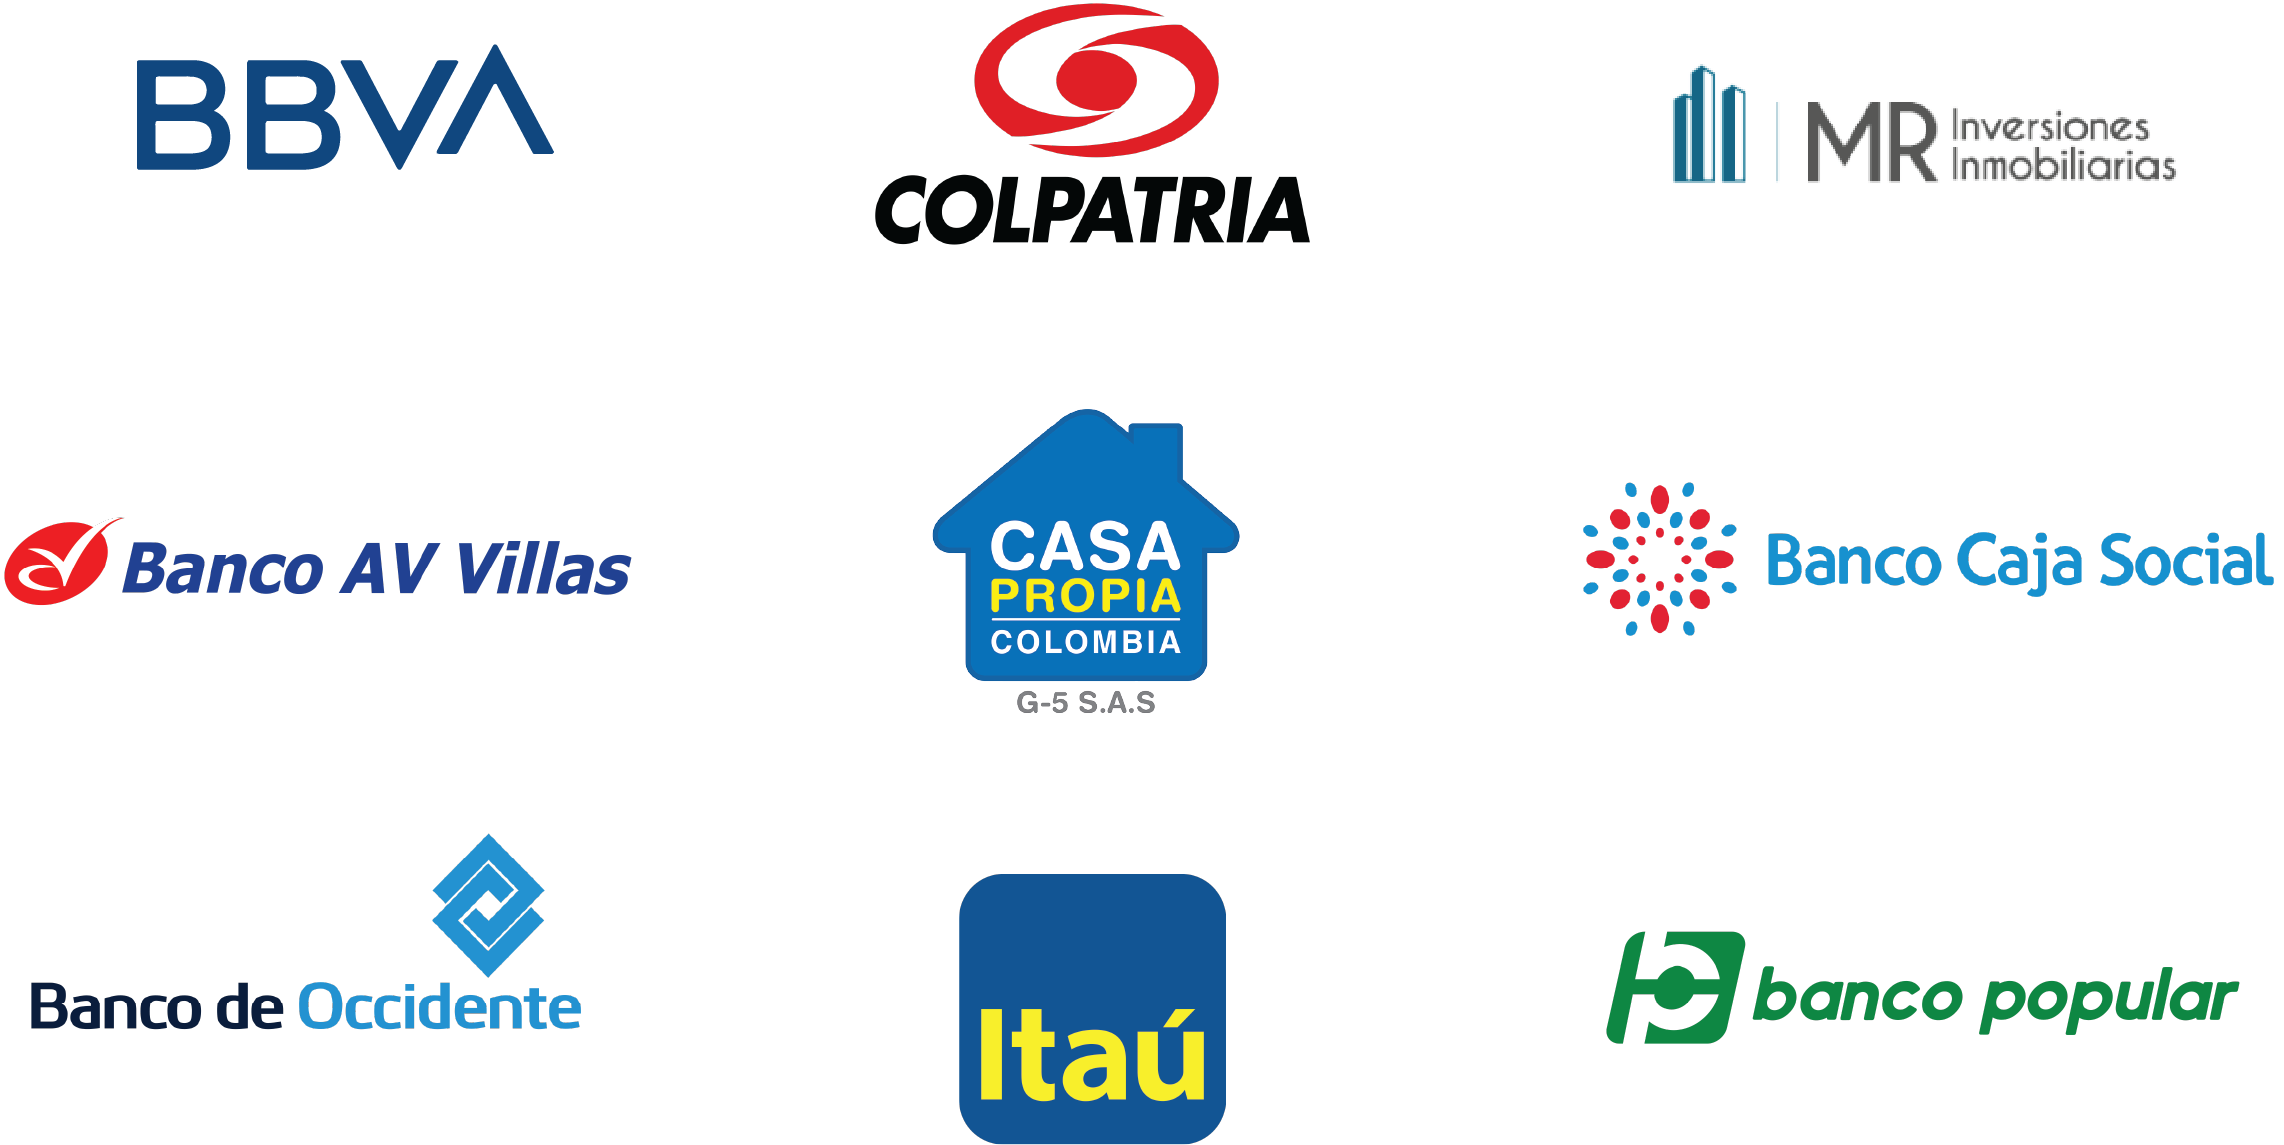 BBVA
COLPATRIA
MR Inversiones
Inmobiliarias
Banco AV Villas
CASA
PROPIA
COLOMBIA
G-5 S.A.S
Banco Caja Social
Banco de Occidente
Itaú
banco popular